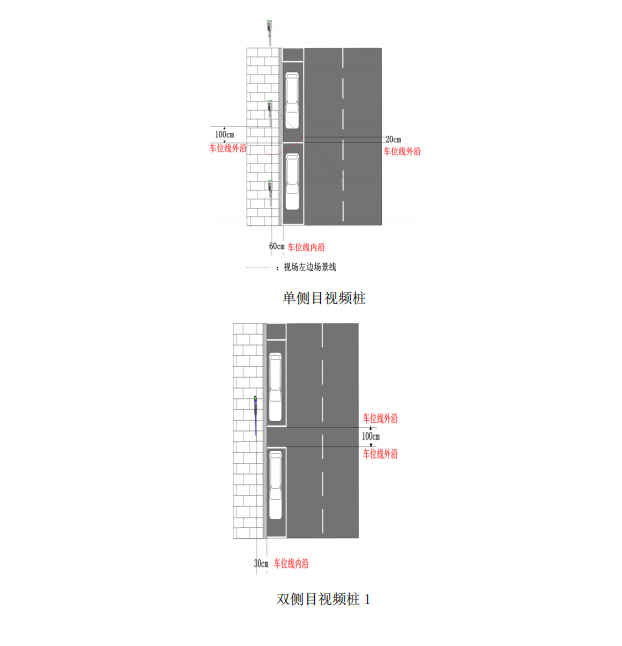 100cm
20cm
车位线外沿
车位线外沿
60cm 车位线内沿
：视场左边场景线
单侧目视频桩
车位线外沿
100cm
车位线外沿
30cm 车位线内沿
双侧目视频桩 1